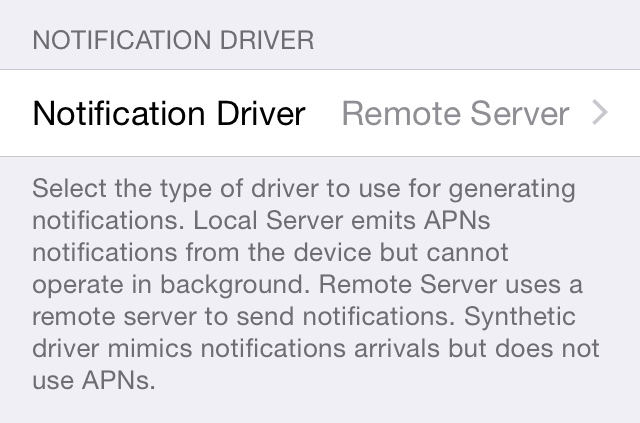 NOTIFICATION DRIVER
Notification Driver Remote Server
Select the type of driver to use for generating
notifications. Local Server emits APNs
notifications from the device but cannot
operate in background. Remote Server uses a
remote server to send notifications. Synthetic
driver mimics notifications arrivals but does not
use APNs.